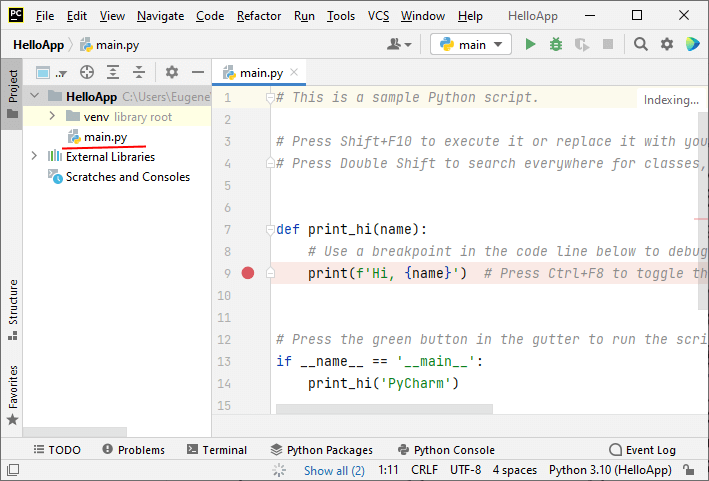 PC File Edit View Navigate Code Refactor Run Tools VCS Window HelloApp
HelloApp main.py main
Project
HelloApp C:\Users\Eugene
venv library root
main.py
External Libraries
Scratches and Consoles
Structure
Favorites
main.py
Indexing...
1 # This is a sample Python script.
2
3 # Press Shift+F10 to execute it or replace it with you
4 # Press Double Shift to search everywhere for classes,
5
6
7 def print_hi(name):
8 # Use a breakpoint in the code line below to debug
9 print(f'Hi, {name}') # Press Ctrl+F8 to toggle th
10
11
12 # Press the green button in the gutter to run the scri
13 if __name__ == '__main__':
14 print_hi('PyCharm')
15
TODO Problems Terminal Python Packages Python Console Event Log
Show all (2) 1:11 CRLF UTF-8 4 spaces Python 3.10 (HelloApp)